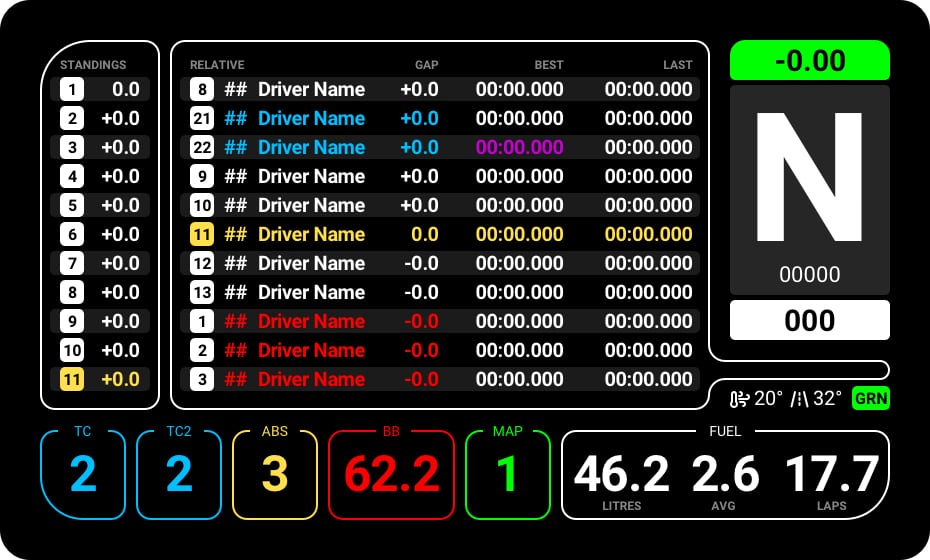 STANDINGS
1 0.0
2 +0.0
3 +0.0
4 +0.0
5 +0.0
6 +0.0
7 +0.0
8 +0.0
9 +0.0
10 +0.0
11 +0.0
RELATIVE GAP BEST LAST
8 ## Driver Name +0.0 00:00.000 00:00.000
21 ## Driver Name +0.0 00:00.000 00:00.000
22 ## Driver Name +0.0 00:00.000 00:00.000
9 ## Driver Name +0.0 00:00.000 00:00.000
10 ## Driver Name +0.0 00:00.000 00:00.000
11 ## Driver Name 0.0 00:00.000 00:00.000
12 ## Driver Name -0.0 00:00.000 00:00.000
13 ## Driver Name -0.0 00:00.000 00:00.000
1 ## Driver Name -0.0 00:00.000 00:00.000
2 ## Driver Name -0.0 00:00.000 00:00.000
3 ## Driver Name -0.0 00:00.000 00:00.000
-0.00
N
00000
000
20° 32° GRN
TC
2
TC2
2
ABS
3
BB
62.2
MAP
1
FUEL
46.2 2.6 17.7
LITRES AVG LAPS